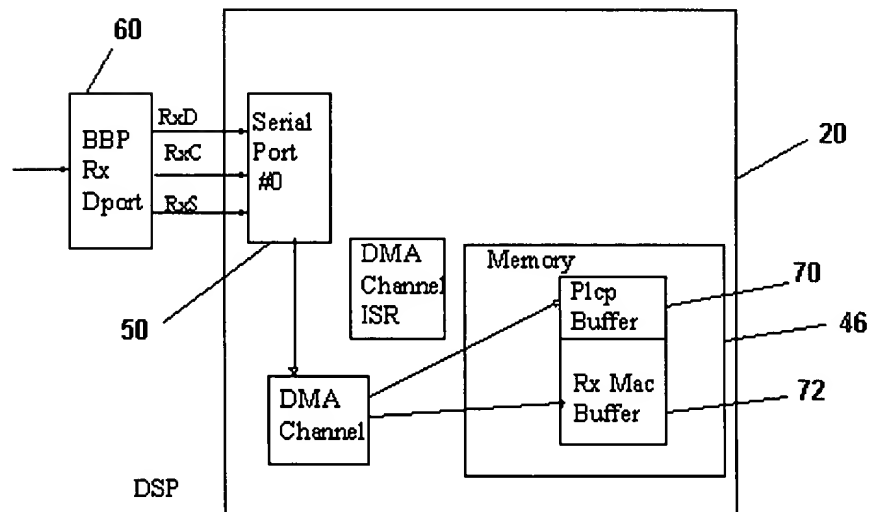 60
BBP
Rx
Dport
RxD
RxC
RxS
Serial
Port
#0
20
50
DMA
Channel
ISR
Memory
Plcp
Buffer
70
46
Rx Mac
Buffer
72
DMA
Channel
DSP